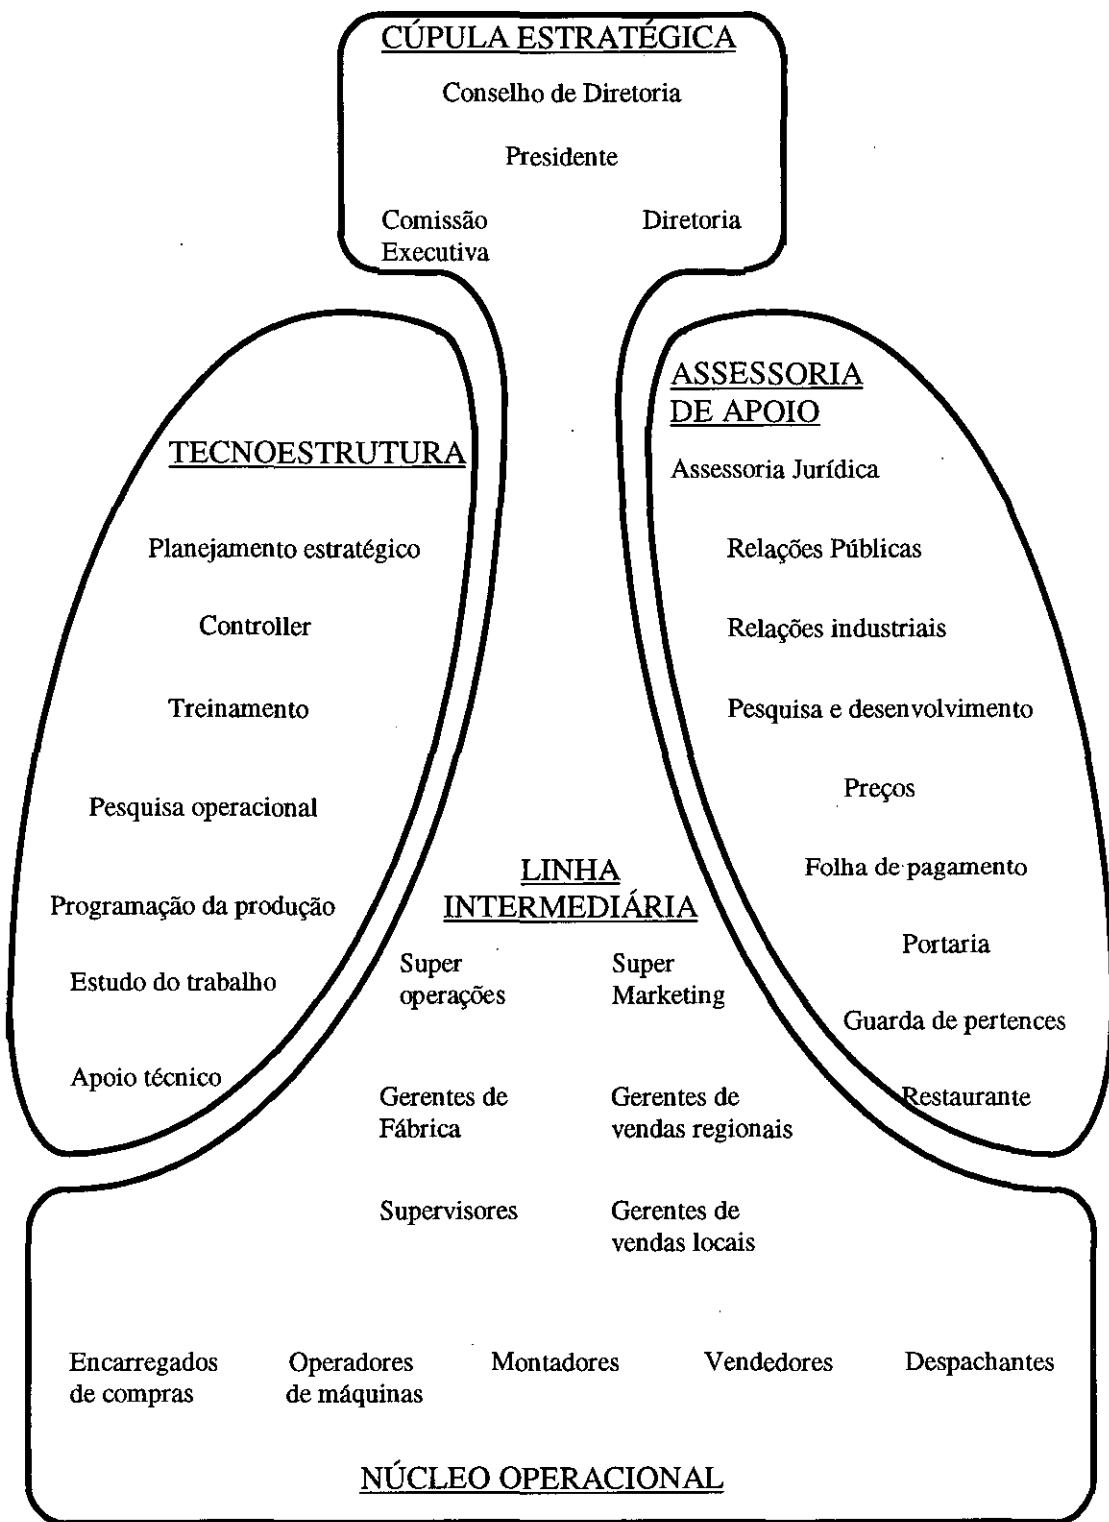 CÚPULA ESTRATÉGICA
Conselho de Diretoria
Presidente
Comissão
Executiva
Diretoria
TECNOESTRUTURA
Planejamento estratégico
Controller
Treinamento
Pesquisa operacional
Programação da produção
Estudo do trabalho
Apoio técnico
ASSESSORIA
DE APOIO
Assessoria Jurídica
Relações Públicas
Relações industriais
Pesquisa e desenvolvimento
Preços
Folha de pagamento
Portaria
Guarda de pertences
Restaurante
LINHA
INTERMEDIÁRIA
Super
operações
Super
Marketing
Gerentes de
Fábrica
Gerentes de
vendas regionais
Supervisores
Gerentes de
vendas locais
Encarregados
de compras
Operadores
de máquinas
Montadores
Vendedores
Despachantes
NÚCLEO OPERACIONAL